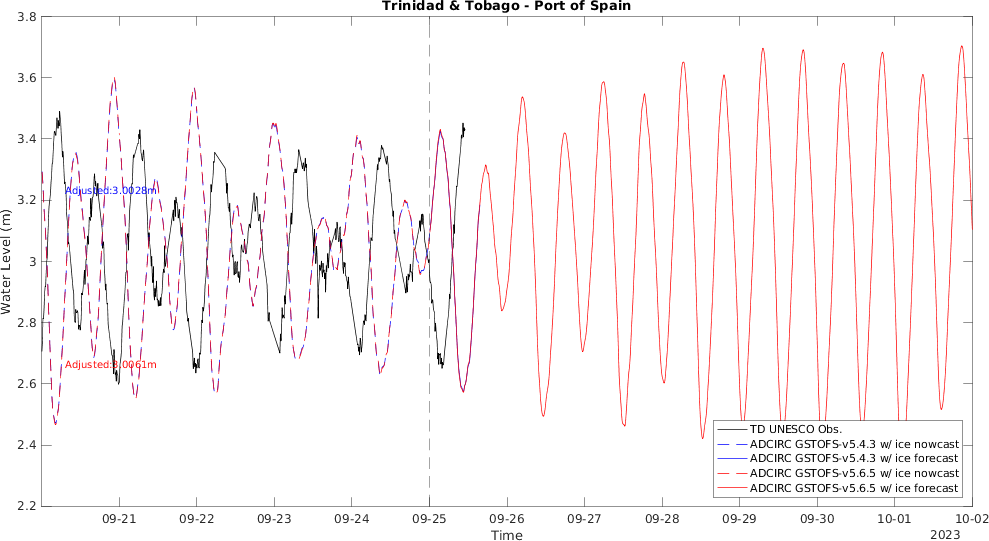 Trinidad & Tobago - Port of Spain
3.8
3.6
3.4
3.2
3
2.8
2.6
2.4
2.2
Water Level (m)
Adjusted:3.0028m
Adjusted:3.0061m
TD UNESCO Obs.
ADCIRC GSTOFS-v5.4.3 w/ ice nowcast
ADCIRC GSTOFS-v5.4.3 w/ ice forecast
ADCIRC GSTOFS-v5.6.5 w/ ice nowcast
ADCIRC GSTOFS-v5.6.5 w/ ice forecast
09-21 09-22 09-23 09-24 09-25 09-26 09-27 09-28 09-29 09-30 10-01 10-02
Time
2023